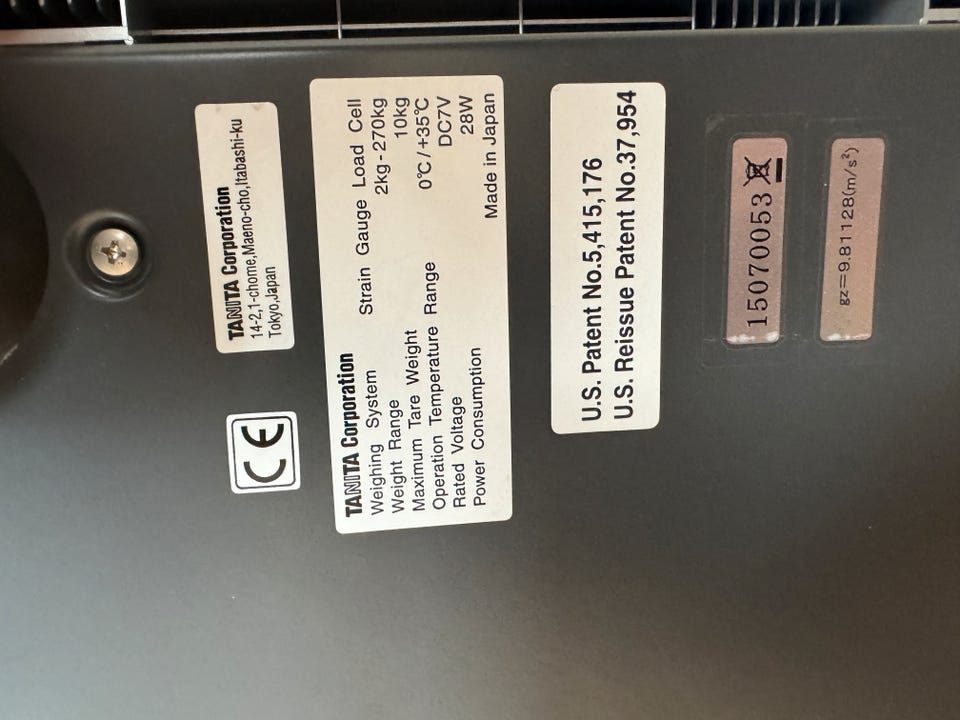 TANITA Corporation
14-2,1-chome,Maeno-cho,Itabashi-ku
Tokyo,Japan
CE
TANITA Corporation
Weighing System Strain Gauge Load Cell
Weight Range 2kg-270kg
Maximum Tare Weight 10kg
Operation Temperature Range 0℃/+35℃
Rated Voltage DC7V
Power Consumption 28W
Made in Japan
U.S. Patent No.5,415,176
U.S. Reissue Patent No.37,954
15070053
gz=9.81128(m/s²)